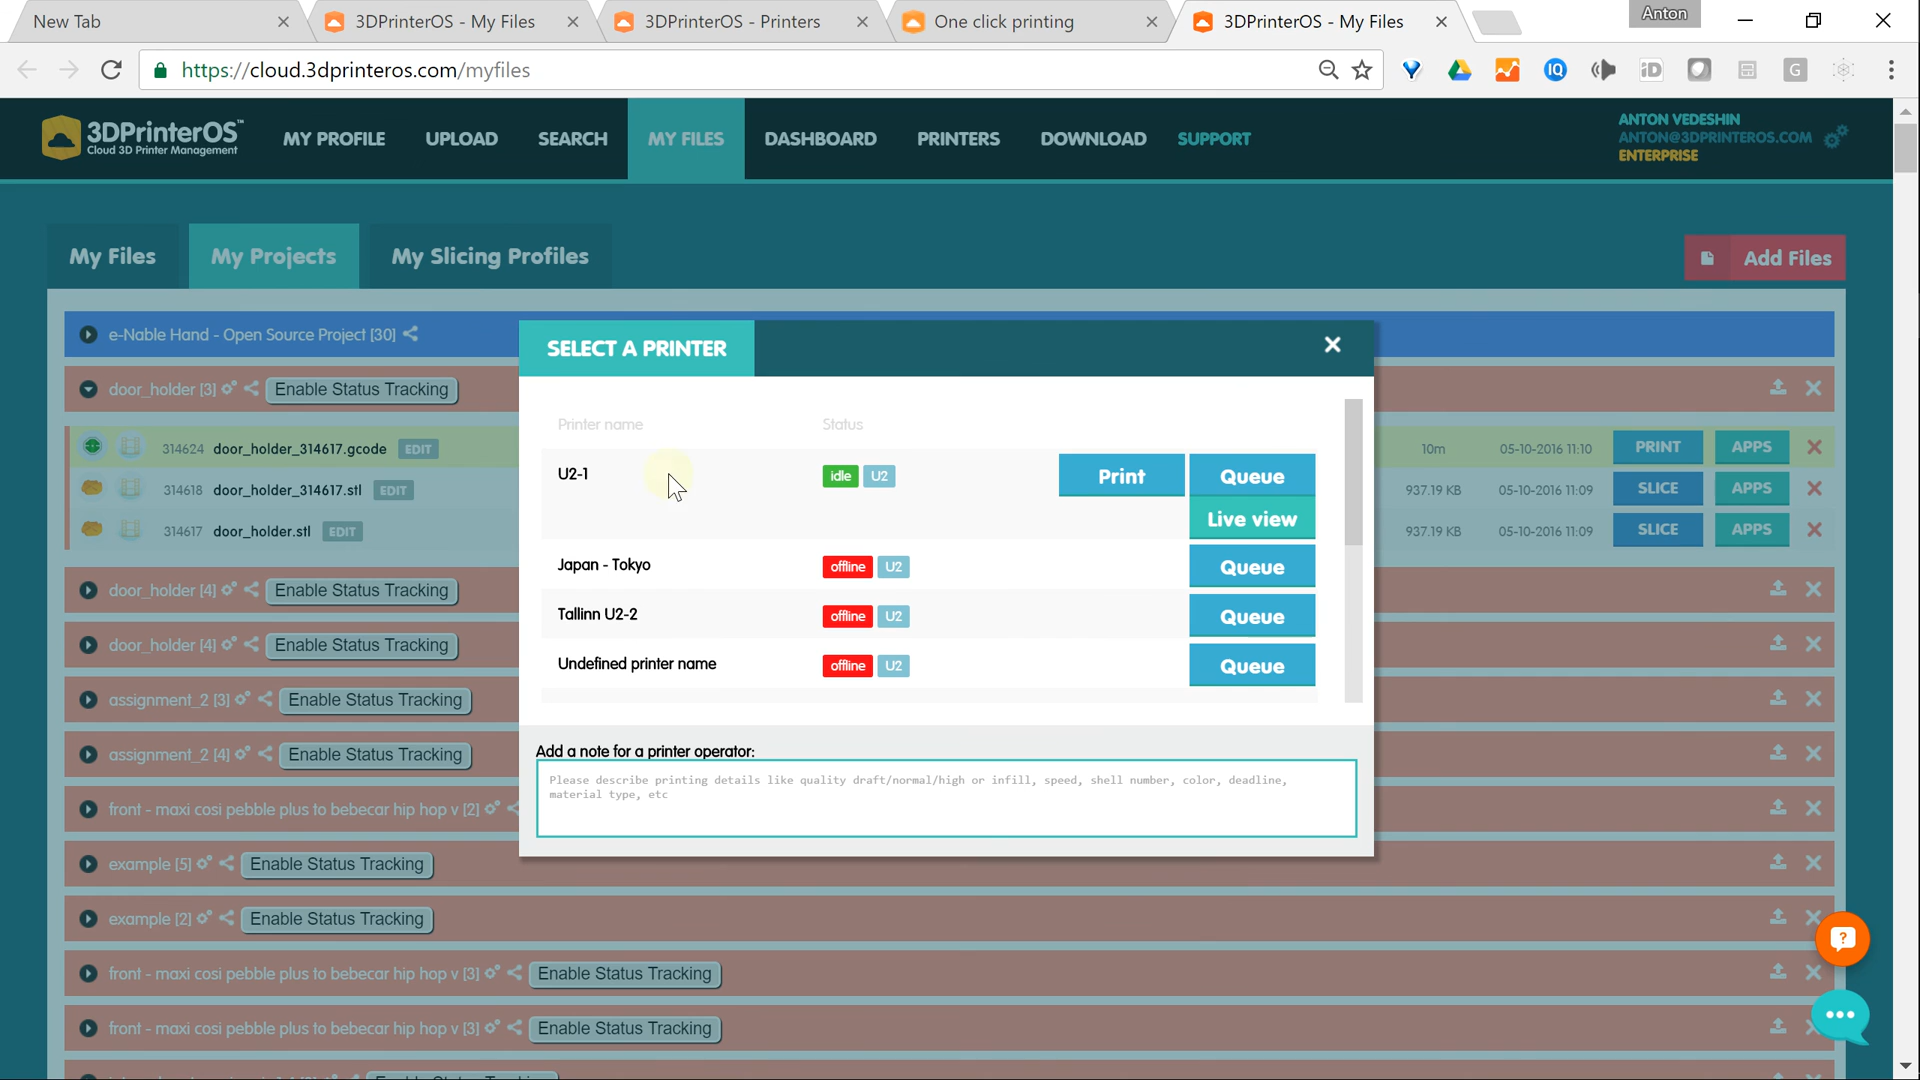 New Tab
3DPrinterOS - My Files
3DPrinterOS - Printers
One click printing
3DPrinterOS - My Files
Anton
https://cloud.3dprinteros.com/myfiles
3DPrinterOS™
Cloud 3D Printer Management
MY PROFILE
UPLOAD
SEARCH
MY FILES
DASHBOARD
PRINTERS
DOWNLOAD
SUPPORT
ANTON VEDESHIN
ANTON@3DPRINTEROS.COM
ENTERPRISE
My Files
My Projects
My Slicing Profiles
Add Files
e-Nable Hand - Open Source Project [30]
door_holder [3] Enable Status Tracking
314624 door_holder_314617.gcode EDIT 10m 05-10-2016 11:10 PRINT APPS
314618 door_holder_314617.stl EDIT 937.19 KB 05-10-2016 11:09 SLICE APPS
314617 door_holder.stl EDIT 937.19 KB 05-10-2016 11:09 SLICE APPS
door_holder [4] Enable Status Tracking
door_holder [4] Enable Status Tracking
assignment_2 [3] Enable Status Tracking
assignment_2 [4] Enable Status Tracking
front - maxi cosi pebble plus to bebecar hip hop v [2]
example [5] Enable Status Tracking
example [2] Enable Status Tracking
front - maxi cosi pebble plus to bebecar hip hop v [3] Enable Status Tracking
front - maxi cosi pebble plus to bebecar hip hop v [3] Enable Status Tracking
SELECT A PRINTER
Printer name Status
U2-1 idle U2 Print Queue
Live view
Japan - Tokyo offline U2 Queue
Tallinn U2-2 offline U2 Queue
Undefined printer name offline U2 Queue
Add a note for a printer operator:
Please describe printing details like quality draft/normal/high or infill, speed, shell number, color, deadline,
material type, etc